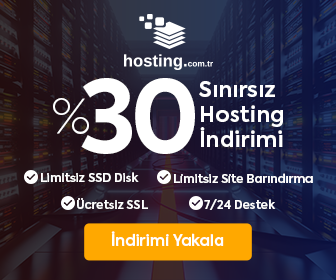 hosting.com.tr
%30
Sınırsız
Hosting
İndirimi
Limitsiz SSD Disk
Limitsiz Site Barındırma
Ücretsiz SSL
7/24 Destek
İndirimi Yakala